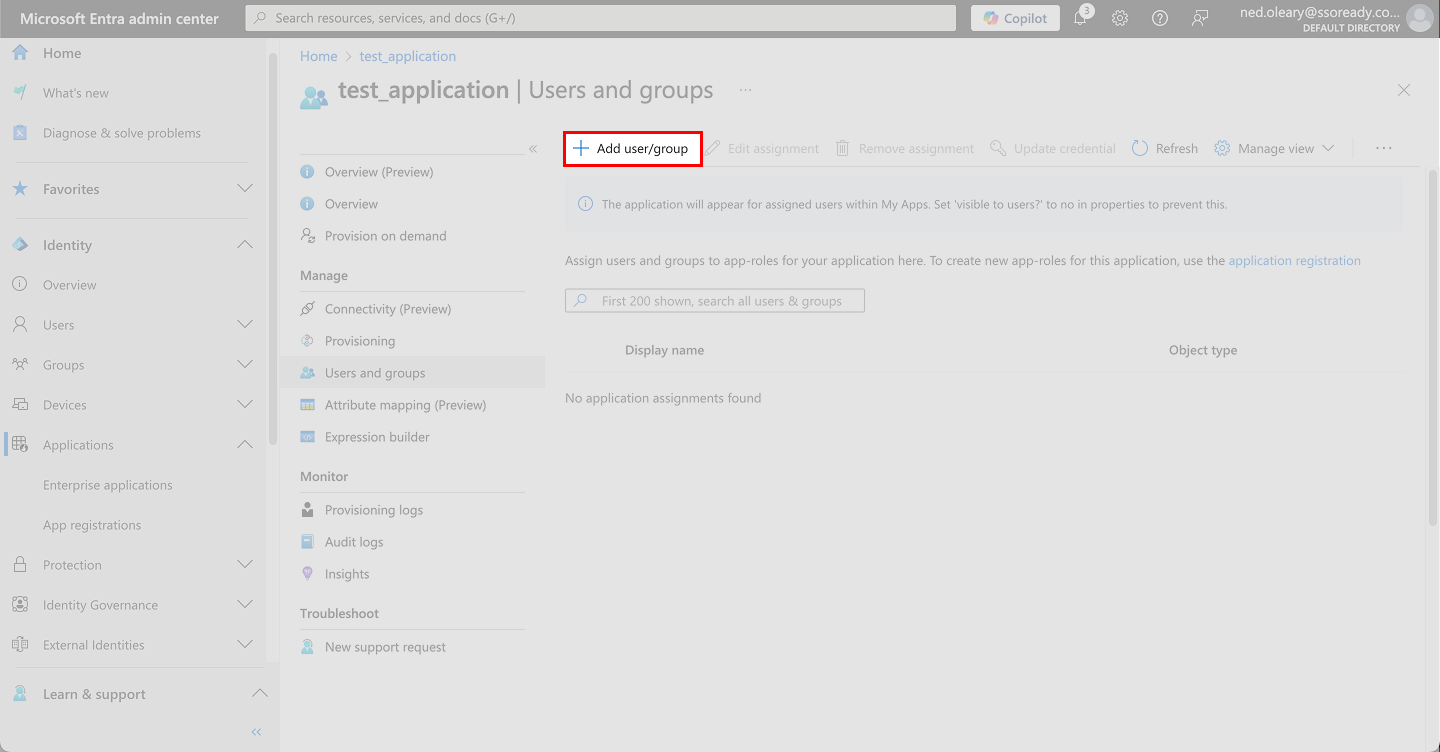 Microsoft Entra admin center
Search resources, services, and docs (G+/)
Copilot
3
ned.oleary@ssoready.co...
DEFAULT DIRECTORY
Home
What's new
Diagnose & solve problems
Favorites
Identity
Overview
Users
Groups
Devices
Applications
Enterprise applications
App registrations
Protection
Identity Governance
External Identities
Learn & support
«
Home > test_application
test_application | Users and groups ...
«
Overview (Preview)
Overview
Provision on demand
Manage
Connectivity (Preview)
Provisioning
Users and groups
Attribute mapping (Preview)
Expression builder
Monitor
Provisioning logs
Audit logs
Insights
Troubleshoot
New support request
Add user/group Edit assignment Remove assignment Update credential Refresh Manage view ...
The application will appear for assigned users within My Apps. Set 'visible to users?' to no in properties to prevent this.
Assign users and groups to app-roles for your application here. To create new app-roles for this application, use the application registration
First 200 shown, search all users & groups
Display name Object type
No application assignments found